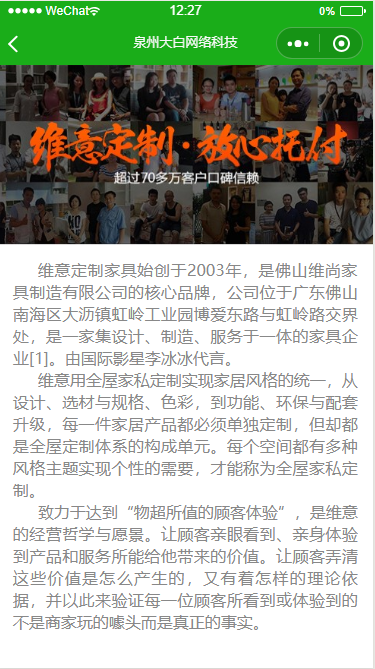 WeChat
12:27
0%
泉州大白网络科技
维意定制·放心托付
超过70多万客户口碑信赖
维意定制家具始创于2003年，是佛山维尚家
具制造有限公司的核心品牌，公司位于广东佛山
南海区大沥镇虹岭工业园博爱东路与虹岭路交界
处，是一家集设计、制造、服务于一体的家具企
业[1]。由国际影星李冰冰代言。
维意用全屋家私定制实现家居风格的统一，从
设计、选材与规格、色彩，到功能、环保与配套
升级，每一件家居产品都必须单独定制，但却都
是全屋定制体系的构成单元。每个空间都有多种
风格主题实现个性的需要，才能称为全屋家私定
制。
致力于达到“物超所值的顾客体验”，是维意
的经营哲学与愿景。让顾客亲眼看到、亲身体验
到产品和服务所能给他带来的价值。让顾客弄清
这些价值是怎么产生的，又有着怎样的理论依
据，并以此来验证每一位顾客所看到或体验到的
不是商家玩的噱头而是真正的事实。